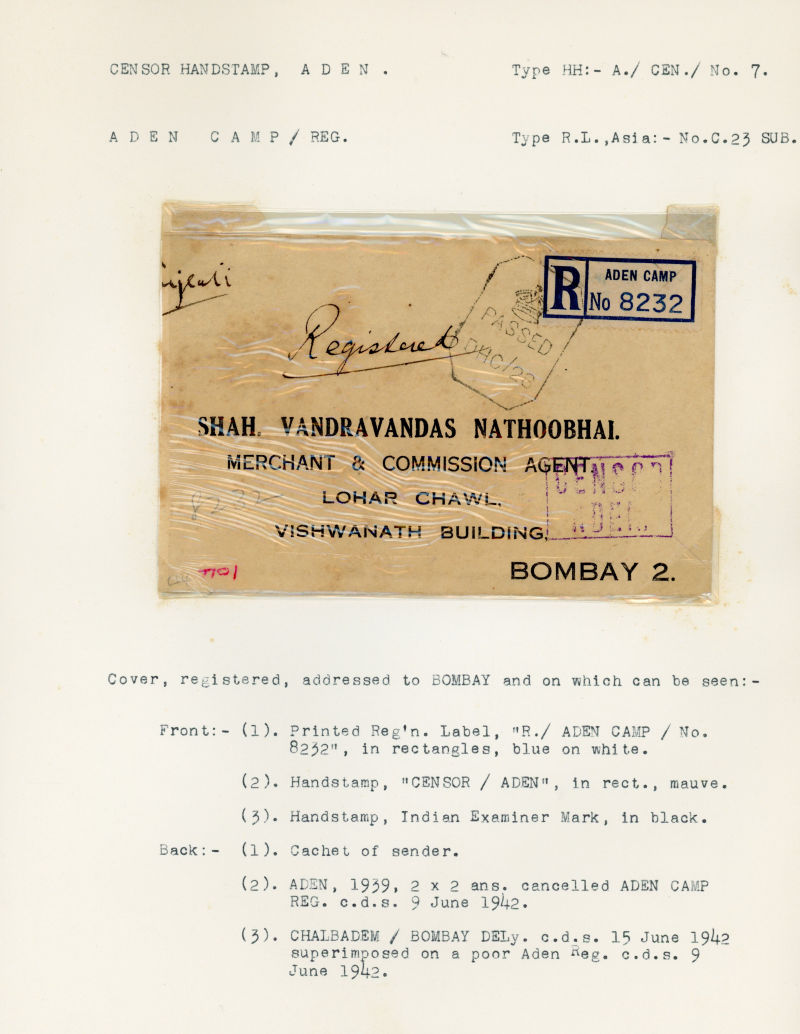 CENSOR HANDSTAMP, A D E N .
Type HH:- A./ CEN./ No. 7.
A D E N C A M P / REG.
Type R.L.,Asia:- No.C.23 SUB.
R
ADEN CAMP
No 8232
PASSED
DHC/23
Registered
SHAH. VANDRAVANDAS NATHOOBHAI.
MERCHANT & COMMISSION AGENT.
LOHAR CHAWL,
8232
VISHWANATH BUILDING,
CENSOR
ADEN.
BOMBAY 2.
Cover, registered, addressed to BOMBAY and on which can be seen:-
Front:- (1). Printed Reg'n. Label, "R./ ADEN CAMP / No.
8232", in rectangles, blue on white.
(2). Handstamp, "CENSOR / ADEN", in rect., mauve.
(3). Handstamp, Indian Examiner Mark, in black.
Back:- (1). Cachet of sender.
(2). ADEN, 1939, 2 x 2 ans. cancelled ADEN CAMP
REG. c.d.s. 9 June 1942.
(3). CHALBADEM / BOMBAY DELy. c.d.s. 15 June 1942
superimposed on a poor Aden Reg. c.d.s. 9
June 1942.